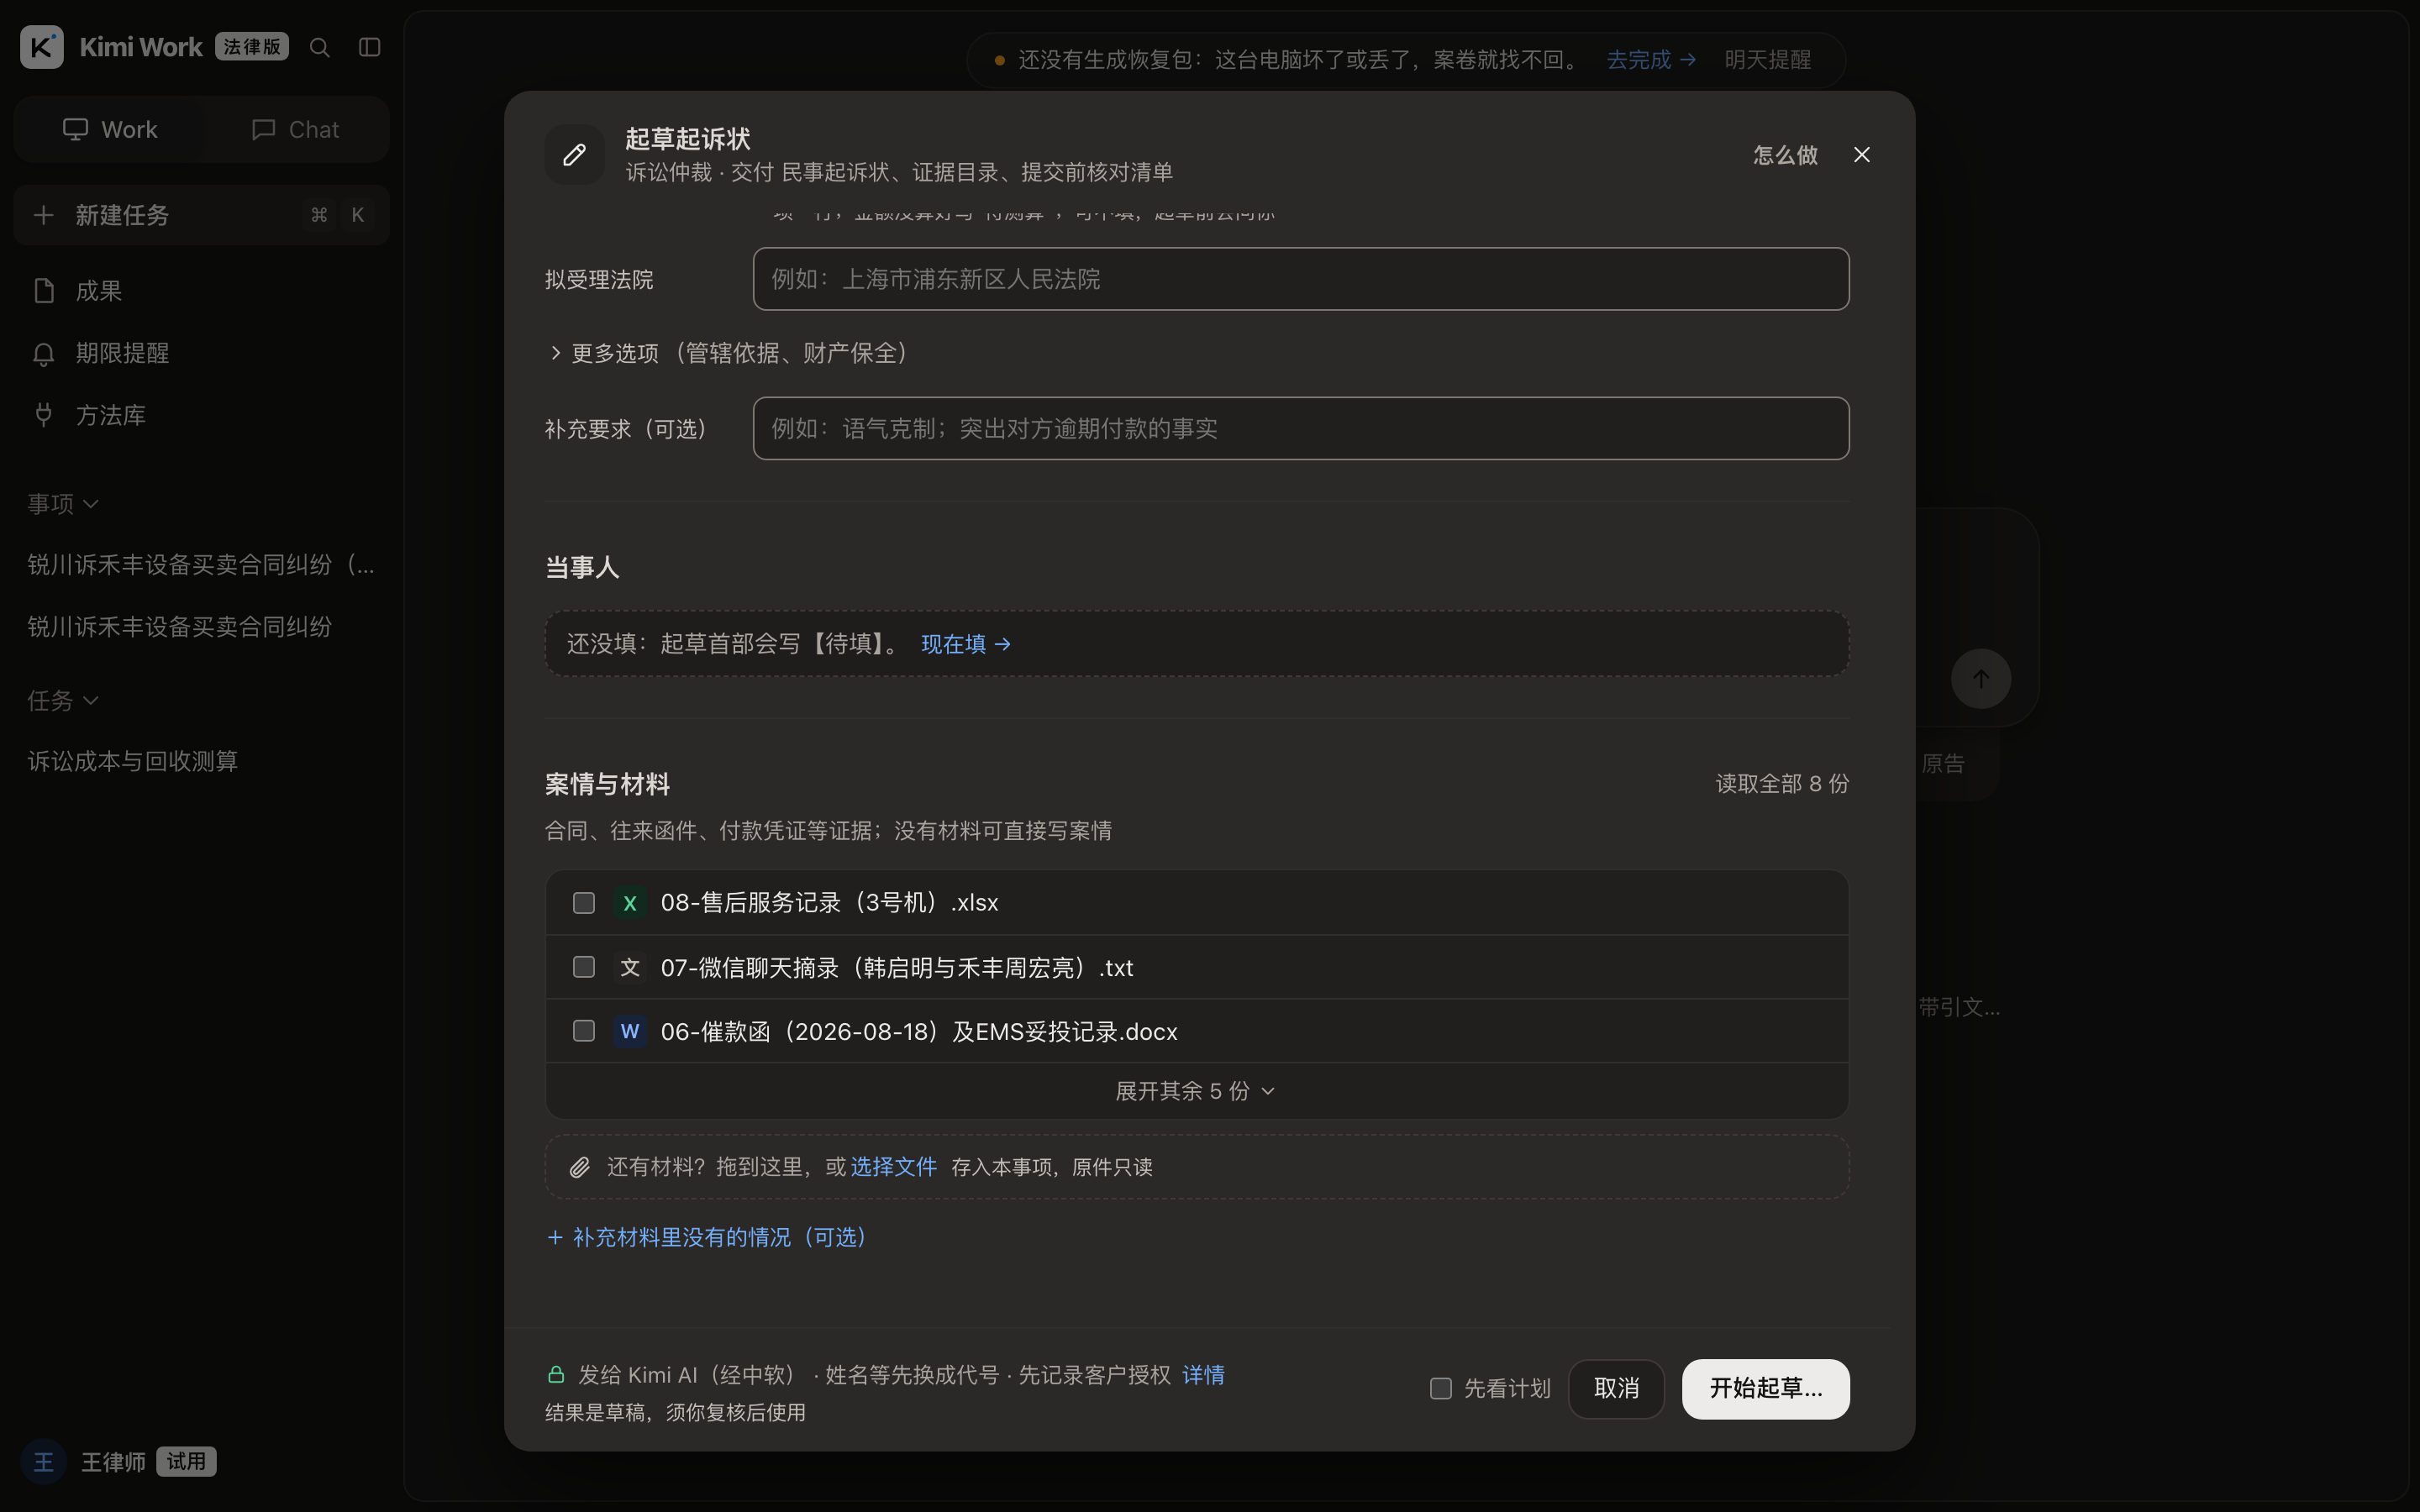 Kimi Work 法律版
Work
Chat
新建任务 ⌘ K
成果
期限提醒
方法库
事项
锐川诉禾丰设备买卖合同纠纷（...
锐川诉禾丰设备买卖合同纠纷
任务
诉讼成本与回收测算
王 王律师 试用
还没有生成恢复包：这台电脑坏了或丢了，案卷就找不回。 去完成 → 明天提醒
起草起诉状
诉讼仲裁 · 交付 民事起诉状、证据目录、提交前核对清单
怎么做
拟受理法院
例如：上海市浦东新区人民法院
更多选项（管辖依据、财产保全）
补充要求（可选）
例如：语气克制；突出对方逾期付款的事实
当事人
还没填：起草首部会写【待填】。 现在填 →
案情与材料
读取全部 8 份
合同、往来函件、付款凭证等证据；没有材料可直接写案情
X 08-售后服务记录（3号机）.xlsx
文 07-微信聊天摘录（韩启明与禾丰周宏亮）.txt
W 06-催款函（2026-08-18）及EMS妥投记录.docx
展开其余 5 份
还有材料？拖到这里，或选择文件 存入本事项，原件只读
+ 补充材料里没有的情况（可选）
发给 Kimi AI（经中软） · 姓名等先换成代号 · 先记录客户授权 详情
结果是草稿，须你复核后使用
先看计划
取消
开始起草...
原告
带引文...